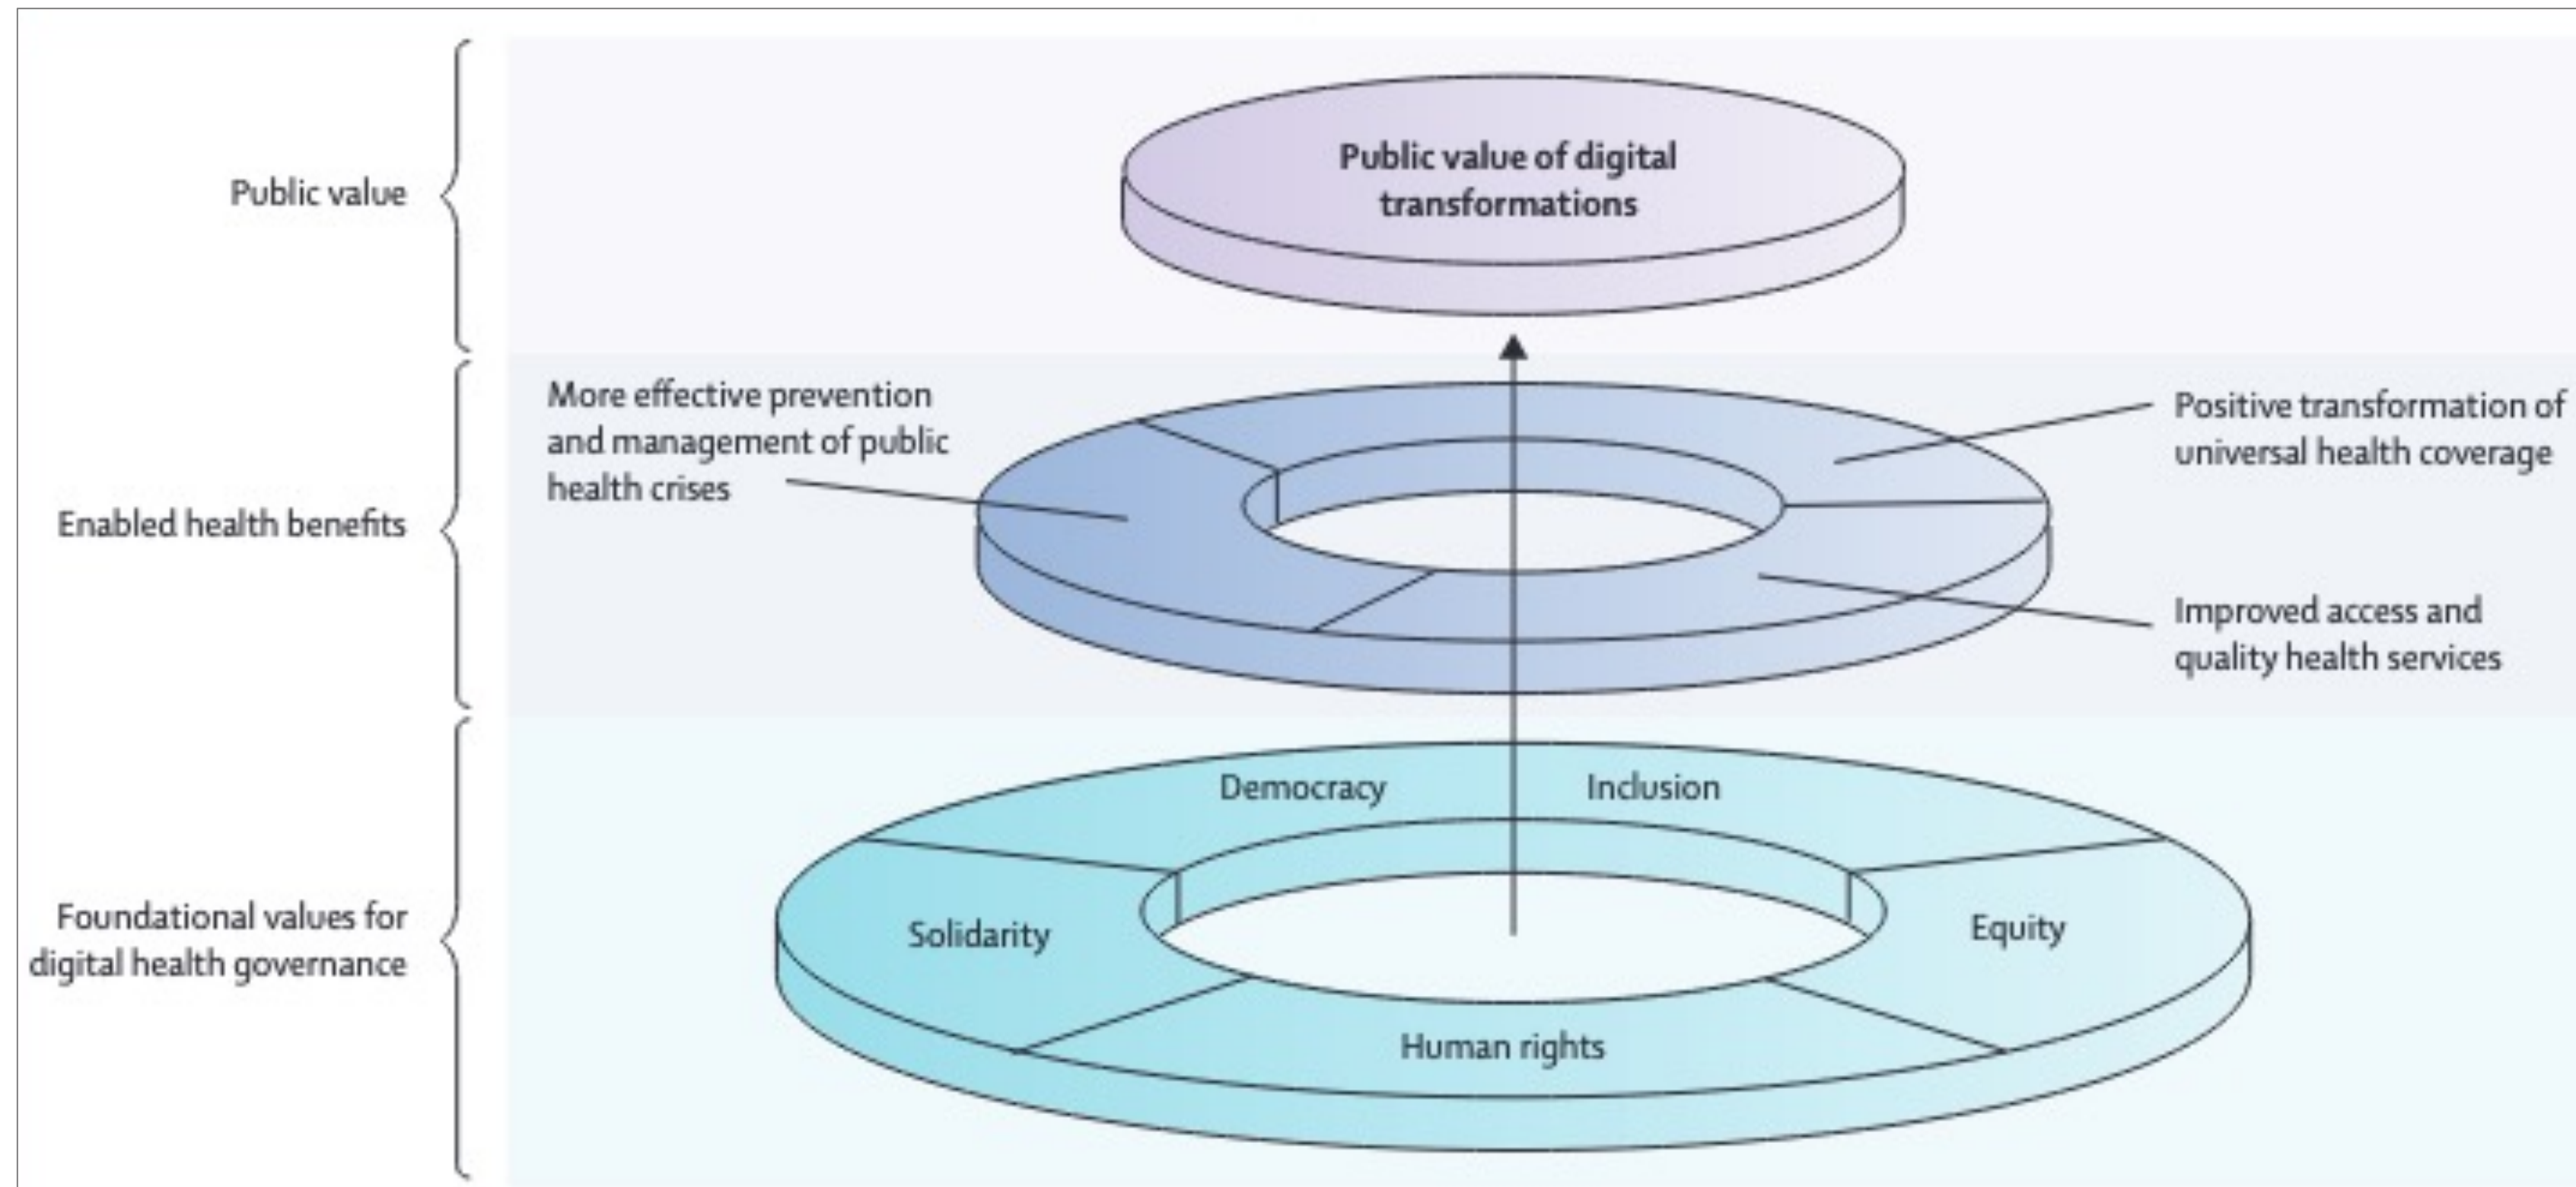 Public value
Public value of digital
transformations
Enabled health benefits
More effective prevention
and management of public
health crises
Positive transformation of
universal health coverage
Improved access and
quality health services
Foundational values for
digital health governance
Democracy
Inclusion
Solidarity
Equity
Human rights